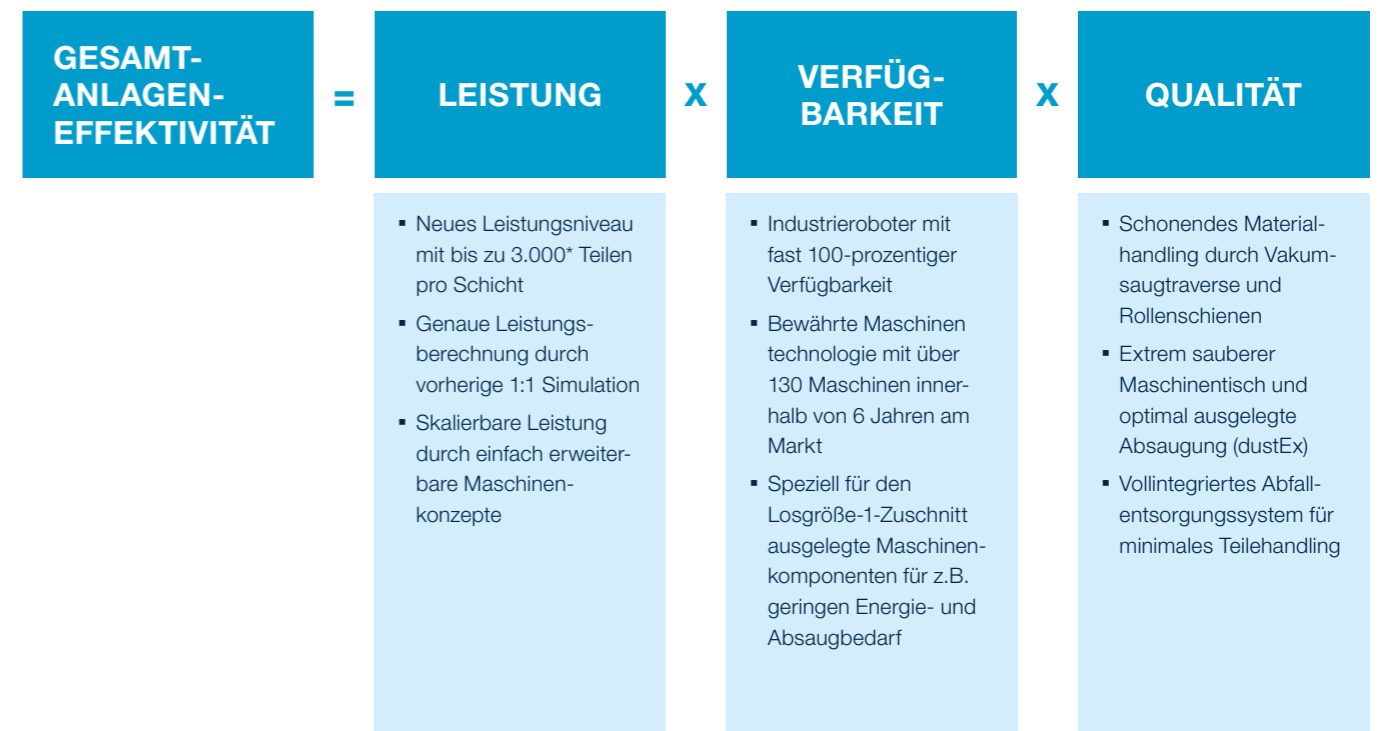 GESAMT-
ANLAGEN-
EFFEKTIVITÄT
=
LEISTUNG
x
VERFÜG-
BARKEIT
x
QUALITÄT
▪ Neues Leistungsniveau
mit bis zu 3.000* Teilen
pro Schicht
▪ Genaue Leistungs-
berechnung durch
vorherige 1:1 Simulation
▪ Skalierbare Leistung
durch einfach erweiter-
bare Maschinen-
konzepte
▪ Industrieroboter mit
fast 100-prozentiger
Verfügbarkeit
▪ Bewährte Maschinen
technologie mit über
130 Maschinen inner-
halb von 6 Jahren am
Markt
▪ Speziell für den
Losgröße-1-Zuschnitt
ausgelegte Maschinen-
komponenten für z.B.
geringen Energie- und
Absaugbedarf
▪ Schonendes Material-
handling durch Vakum-
saugtraverse und
Rollenschienen
▪ Extrem sauberer
Maschinentisch und
optimal ausgelegte
Absaugung (dustEx)
▪ Vollintegriertes Abfall-
entsorgungssystem für
minimales Teilehandling